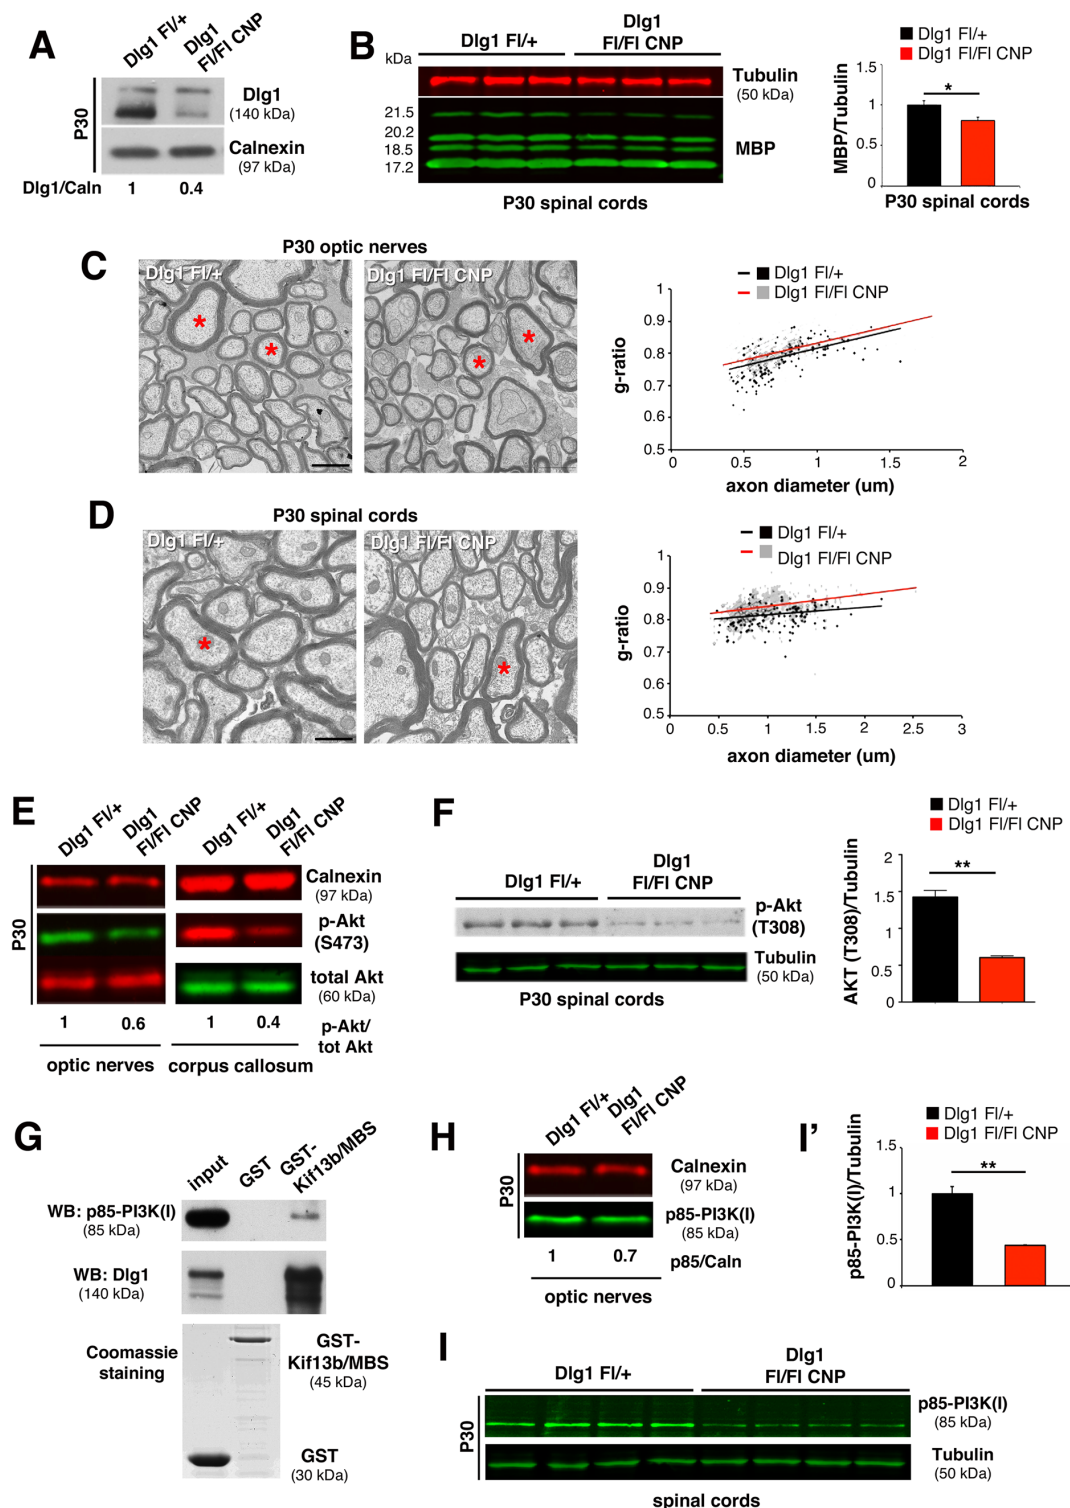 A
Dlg1 Fl/+
Dlg1
Fl/Fl CNP
P30
Dlg1
(140 kDa)
Calnexin
(97 kDa)
Dlg1/Caln
1
0.4
B
kDa
Dlg1 Fl/+
Dlg1
Fl/Fl CNP
21.5
20.2
18.5
17.2
Tubulin
(50 kDa)
MBP
P30 spinal cords
Dlg1 Fl/+
Dlg1 Fl/Fl CNP
MBP/Tubulin
1.5
1
0.5
0
*
P30 spinal cords
C
P30 optic nerves
Dlg1 Fl/+
*
*
Dlg1 Fl/Fl CNP
*
*
Dlg1 Fl/+
Dlg1 Fl/Fl CNP
g-ratio
1
0.9
0.8
0.7
0.6
0.5
0
0.5
1
1.5
2
axon diameter (um)
D
P30 spinal cords
Dlg1 Fl/+
*
Dlg1 Fl/Fl CNP
*
Dlg1 Fl/+
Dlg1 Fl/Fl CNP
g-ratio
1
0.9
0.8
0.7
0.6
0.5
0
0.5
1
1.5
2
2.5
3
axon diameter (um)
E
Dlg1 Fl/+
Dlg1
Fl/Fl CNP
Dlg1 Fl/+
Dlg1
Fl/Fl CNP
P30
Calnexin
(97 kDa)
p-Akt
(S473)
total Akt
(60 kDa)
1
0.6
1
0.4
p-Akt/
tot Akt
optic nerves
corpus callosum
F
Dlg1 Fl/+
Dlg1
Fl/Fl CNP
p-Akt
(T308)
Tubulin
(50 kDa)
P30 spinal cords
Dlg1 Fl/+
Dlg1 Fl/Fl CNP
AKT (T308)/Tubulin
2
1.5
1
0.5
0
**
G
input
GST
GST-
Kif13b/MBS
WB: p85-PI3K(I)
(85 kDa)
WB: Dlg1
(140 kDa)
Coomassie
staining
GST-
Kif13b/MBS
(45 kDa)
GST
(30 kDa)
H
Dlg1 Fl/+
Dlg1
Fl/Fl CNP
P30
Calnexin
(97 kDa)
p85-PI3K(I)
(85 kDa)
1
0.7
p85/Caln
optic nerves
I’
Dlg1 Fl/+
Dlg1 Fl/Fl CNP
p85-PI3K(I)/Tubulin
1.5
1
0.5
0
**
I
Dlg1 Fl/+
Dlg1
Fl/Fl CNP
P30
p85-PI3K(I)
(85 kDa)
Tubulin
(50 kDa)
spinal cords